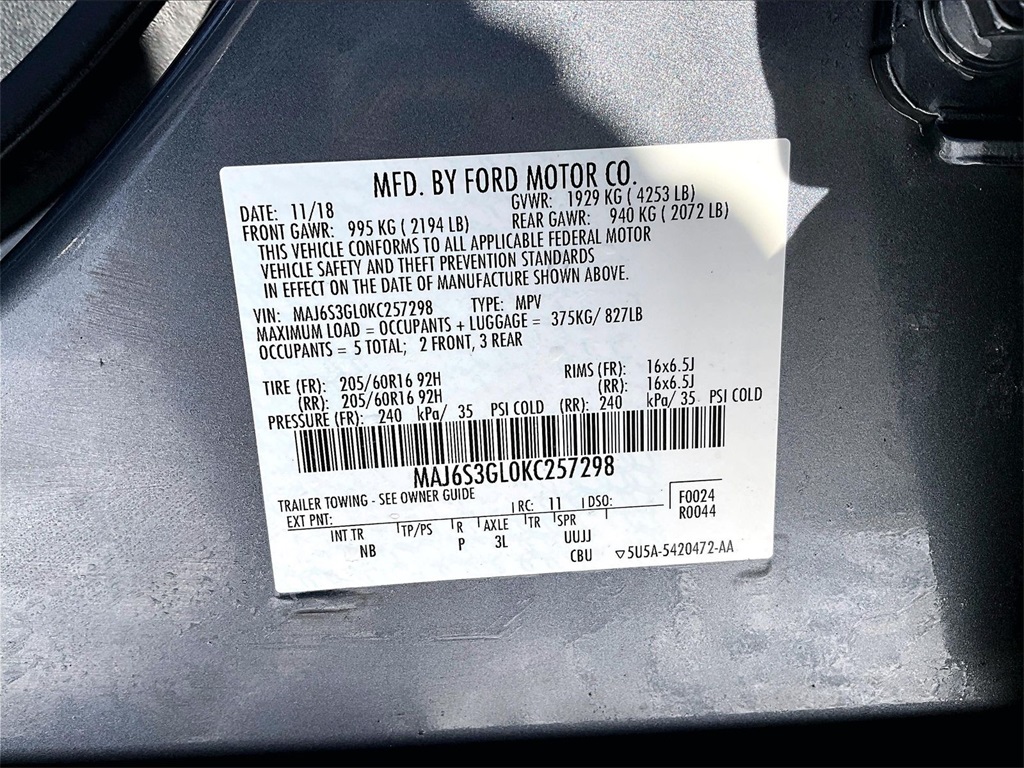 MFD. BY FORD MOTOR CO.
DATE: 11/18 GVWR: 1929 KG ( 4253 LB)
FRONT GAWR: 995 KG ( 2194 LB) REAR GAWR: 940 KG ( 2072 LB)
THIS VEHICLE CONFORMS TO ALL APPLICABLE FEDERAL MOTOR
VEHICLE SAFETY AND THEFT PREVENTION STANDARDS
IN EFFECT ON THE DATE OF MANUFACTURE SHOWN ABOVE.
VIN: MAJ6S3GL0KC257298 TYPE: MPV
MAXIMUM LOAD = OCCUPANTS + LUGGAGE = 375KG/ 827LB
OCCUPANTS = 5 TOTAL; 2 FRONT, 3 REAR
TIRE (FR): 205/60R16 92H RIMS (FR): 16x6.5J
(RR): 205/60R16 92H (RR): 16x6.5J
PRESSURE (FR): 240 kPa/ 35 PSI COLD (RR): 240 kPa/ 35 PSI COLD
MAJ6S3GL0KC257298
TRAILER TOWING - SEE OWNER GUIDE
EXT PNT: RC: 11 DSO: F0024
R0044
INT TR TP/PS R AXLE TR SPR
NB P 3L UUJJ
CBU ▽5U5A-5420472-AA